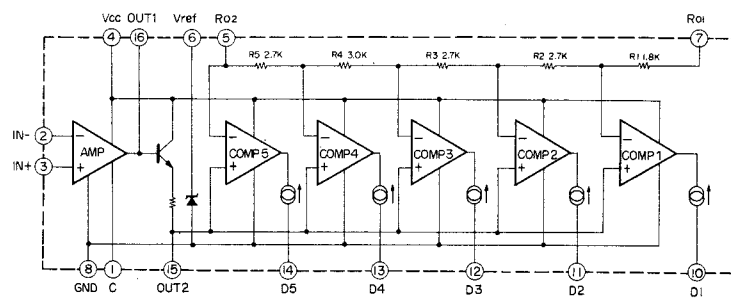 Vcc OUT1 Vref Ro2 Ro1
4 16 6 5 7
R5 2.7K R4 3.0K R3 2.7K R2 2.7K R1 1.8K
IN- 2
IN+ 3
− AMP +
− COMP5 +
− COMP4 +
− COMP3 +
− COMP2 +
− COMP1 +
8 1 15 14 13 12 11 10
GND C OUT2 D5 D4 D3 D2 D1